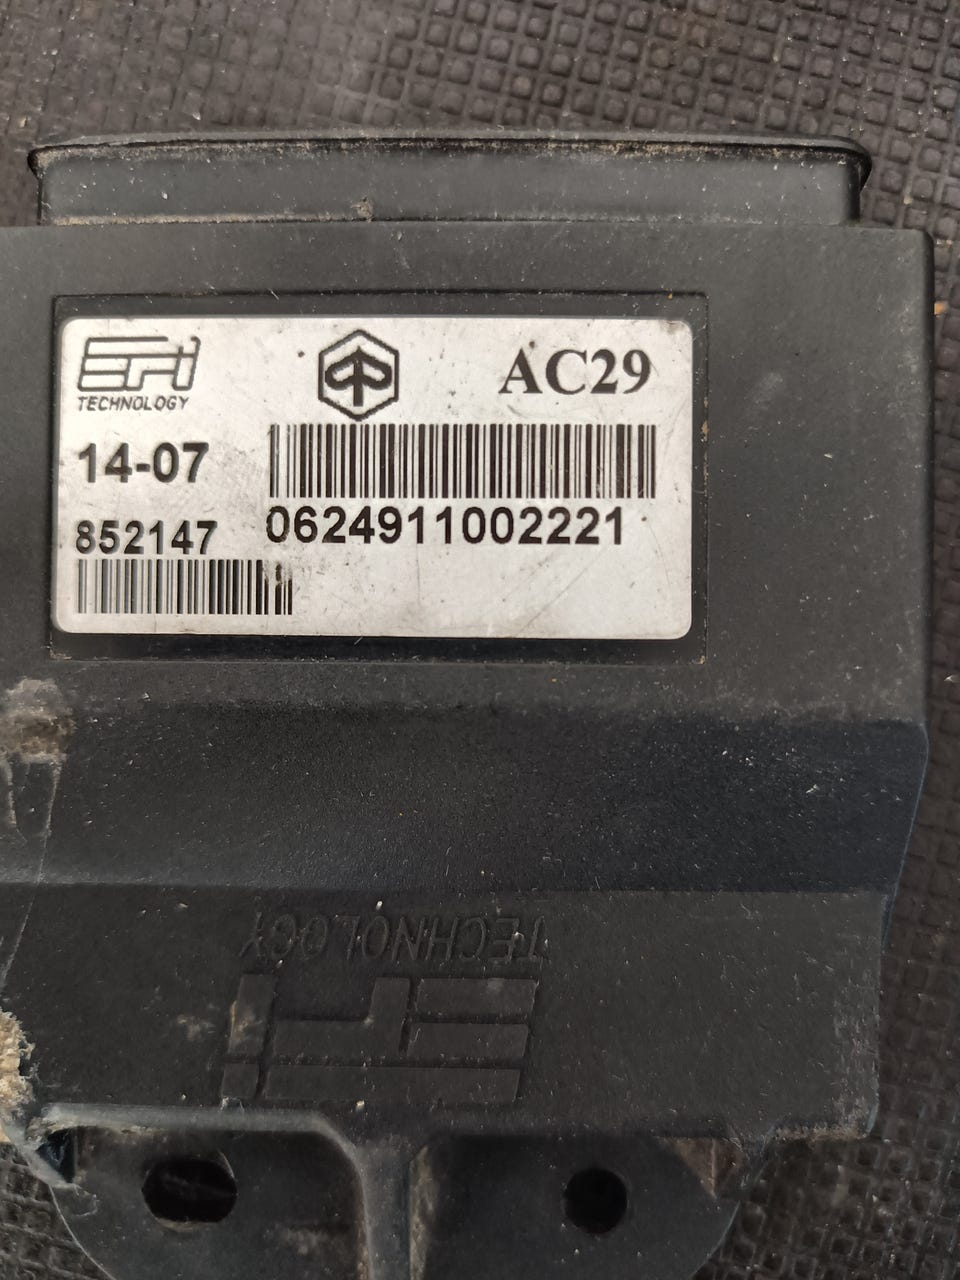 EFI
TECHNOLOGY
AC29
14-07
0624911002221
852147
TECHNOLOGY
EFI